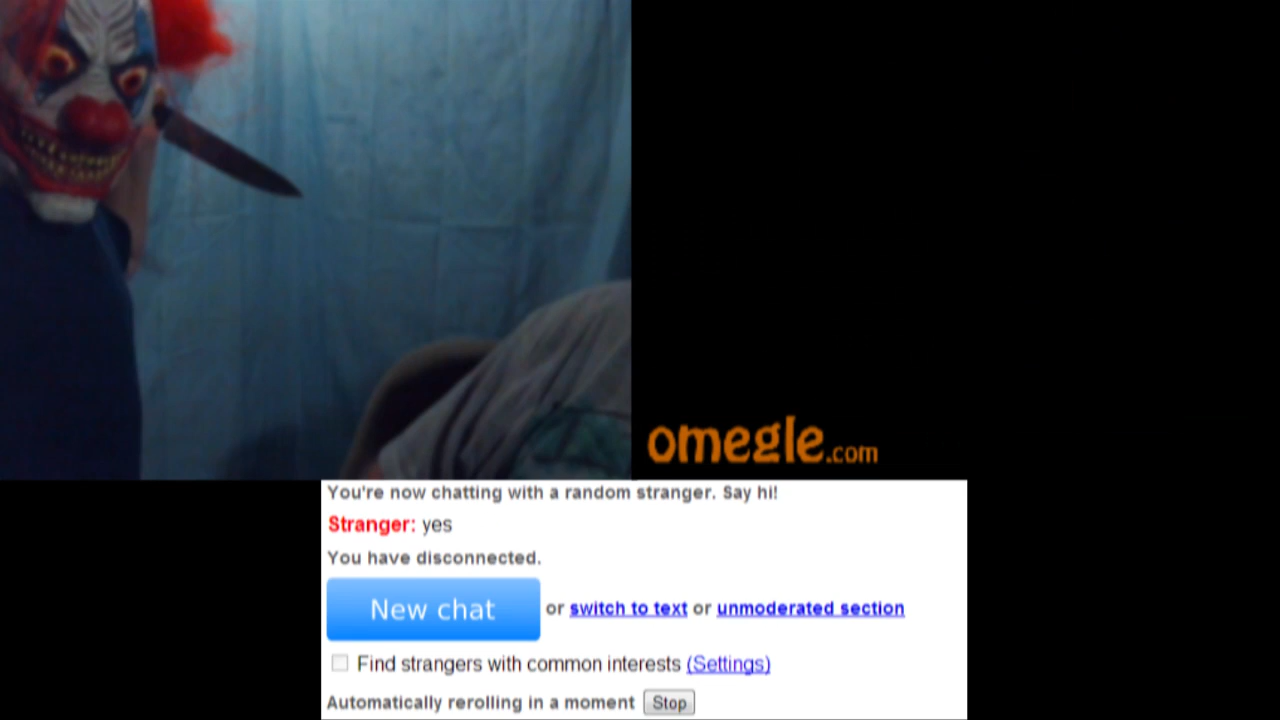 omegle.com
You're now chatting with a random stranger. Say hi!
Stranger: yes
You have disconnected.
New chat or switch to text or unmoderated section
Find strangers with common interests (Settings)
Automatically rerolling in a moment Stop